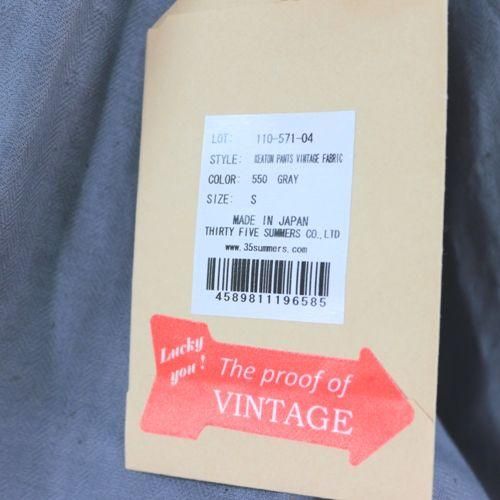 LOT: 110-571-04
STYLE: KEATON PANTS VINTAGE FABRIC
COLOR: 550 GRAY
SIZE: S
MADE IN JAPAN
THIRTY FIVE SUMMERS CO.,LTD
www.35summers.com
4589811196585
Lucky you!
The proof of
VINTAGE